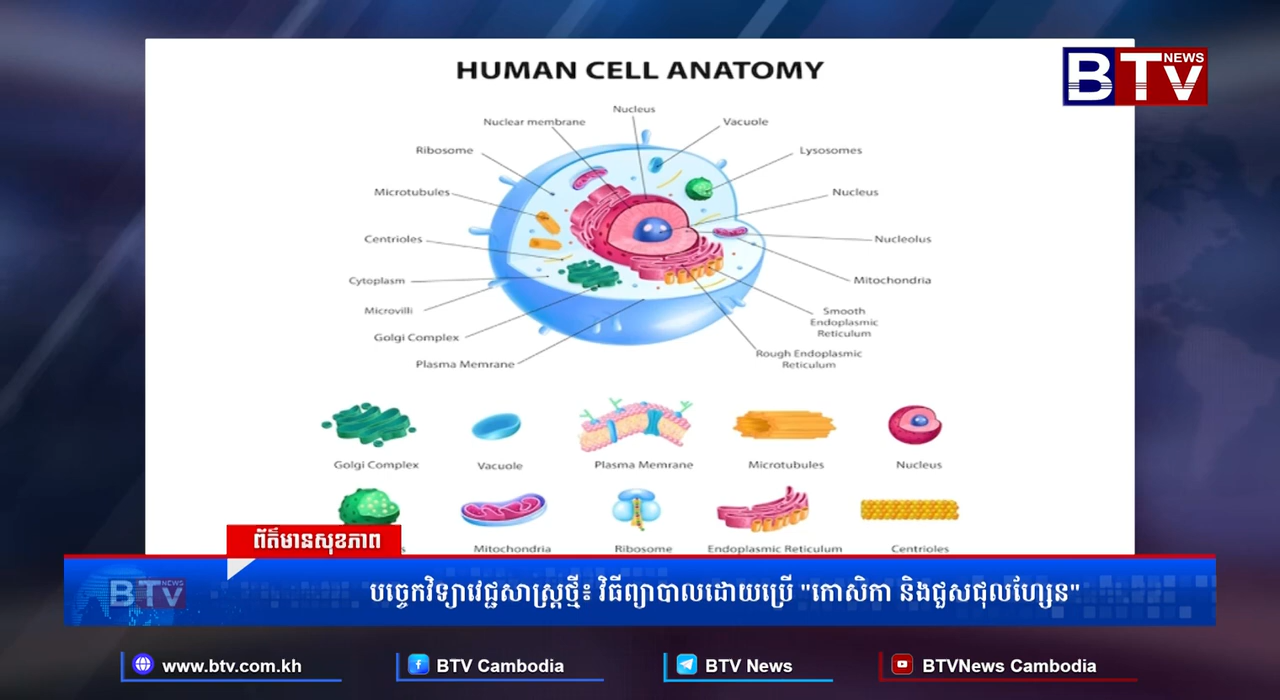 HUMAN CELL ANATOMY
BTV NEWS
Nucleus
Nuclear membrane
Vacuole
Ribosome
Lysosomes
Microtubules
Nucleus
Centrioles
Nucleolus
Cytoplasm
Mitochondria
Microvilli
Smooth
Endoplasmic
Reticulum
Golgi Complex
Plasma Memrane
Rough Endoplasmic
Reticulum
Golgi Complex
Vacuole
Plasma Memrane
Microtubules
Nucleus
Mitochondria
Ribosome
Endoplasmic Reticulum
Centrioles
ព័ត៌មានសុខភាព
BTV NEWS
បច្ចេកវិទ្យាវេជ្ជសាស្ត្រថ្មី៖ វិធីព្យាបាលដោយប្រើ "កោសិកា និងជួសជុលហ្សែន"
www.btv.com.kh
BTV Cambodia
BTV News
BTVNews Cambodia